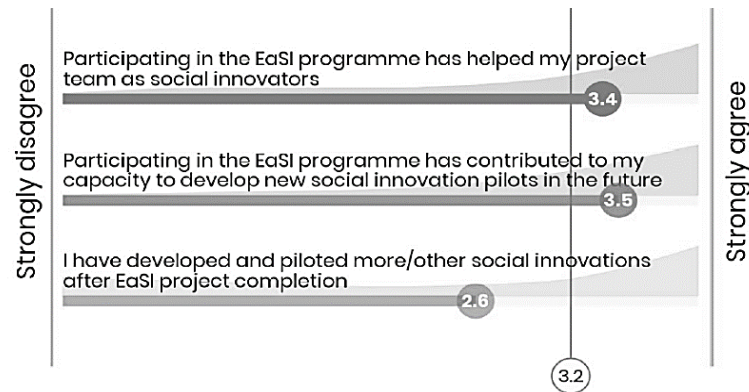 Strongly disagree
Participating in the EaSI programme has helped my project
team as social innovators
3.4
Participating in the EaSI programme has contributed to my
capacity to develop new social innovation pilots in the future
3.5
I have developed and piloted more/other social innovations
after EaSI project completion
2.6
3.2
Strongly agree